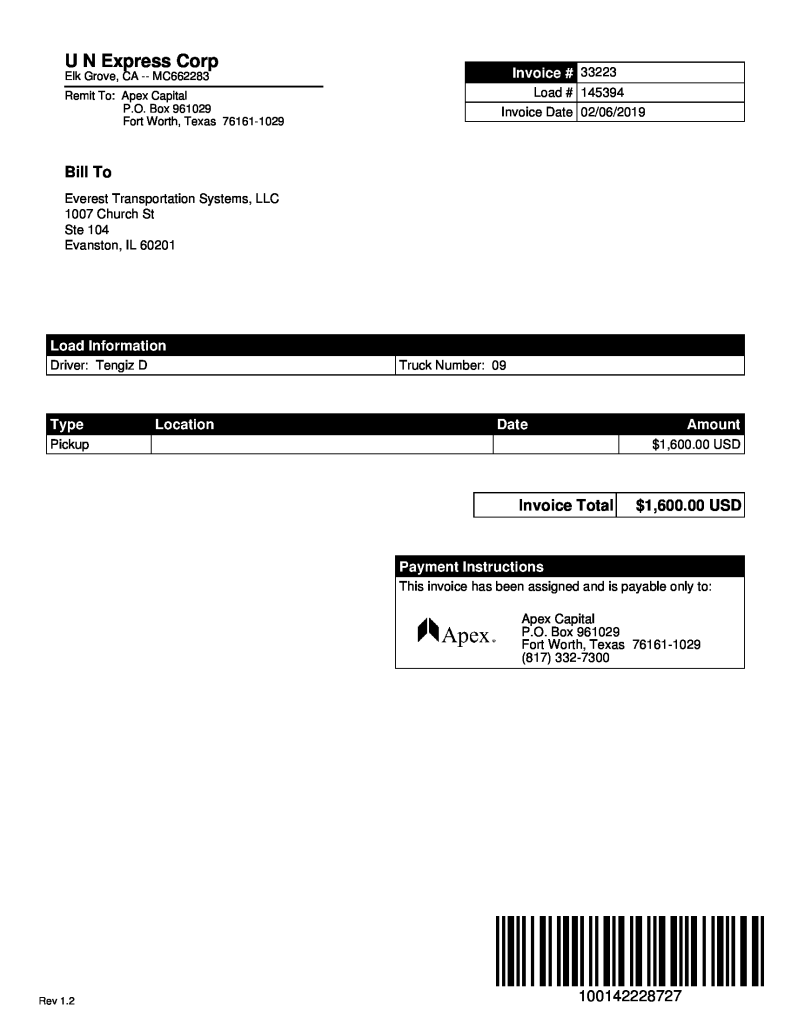 U N Express Corp
Elk Grove, CA -- MC662283
Remit To: Apex Capital
P.O. Box 961029
Fort Worth, Texas 76161-1029
Invoice # 33223
Load # 145394
Invoice Date 02/06/2019
Bill To
Everest Transportation Systems, LLC
1007 Church St
Ste 104
Evanston, IL 60201
Load Information
Driver: Tengiz D Truck Number: 09
Type Location Date Amount
Pickup $1,600.00 USD
Invoice Total $1,600.00 USD
Payment Instructions
This invoice has been assigned and is payable only to:
Apex
Apex Capital
P.O. Box 961029
Fort Worth, Texas 76161-1029
(817) 332-7300
100142228727
Rev 1.2